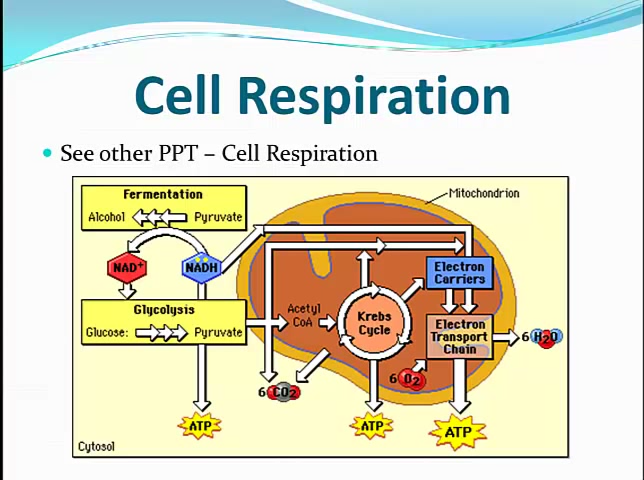 Cell Respiration
See other PPT – Cell Respiration
Fermentation
Alcohol Pyruvate
Mitochondrion
NAD+ NADH
Electron
Carriers
Glycolysis
Glucose: Pyruvate
Acetyl
CoA
Krebs
Cycle
Electron
Transport
Chain
6 H2O
6 CO2
6 O2
ATP
ATP
ATP
Cytosol